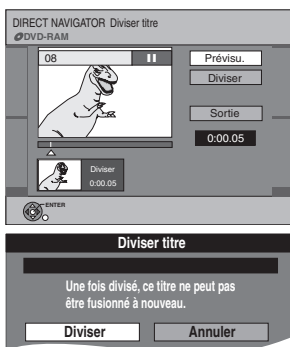 DIRECT NAVIGATOR Diviser titre
DVD-RAM
08
Prévisu.
Diviser
Sortie
0:00.05
Diviser
0:00.05
ENTER
Diviser titre
Une fois divisé, ce titre ne peut pas
être fusionné à nouveau.
Diviser Annuler